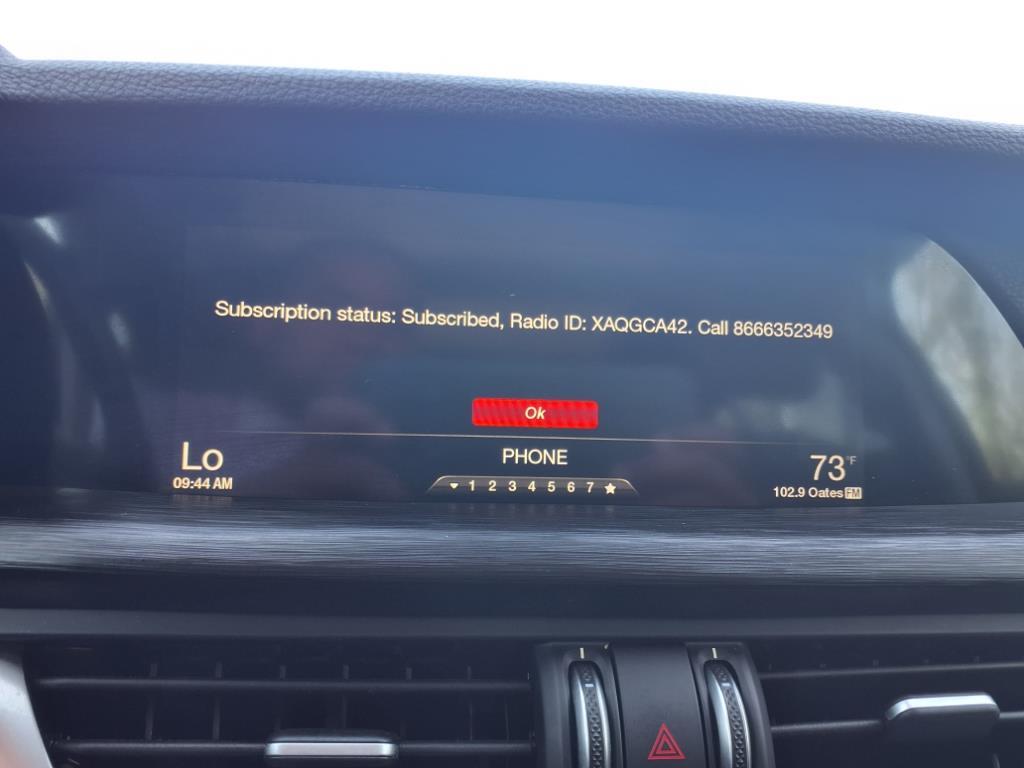 Subscription status: Subscribed, Radio ID: XAQGCA42. Call 8666352349
Ok
Lo
PHONE
73°F
09:44 AM
1 2 3 4 5 6 7
102.9 Oates FM